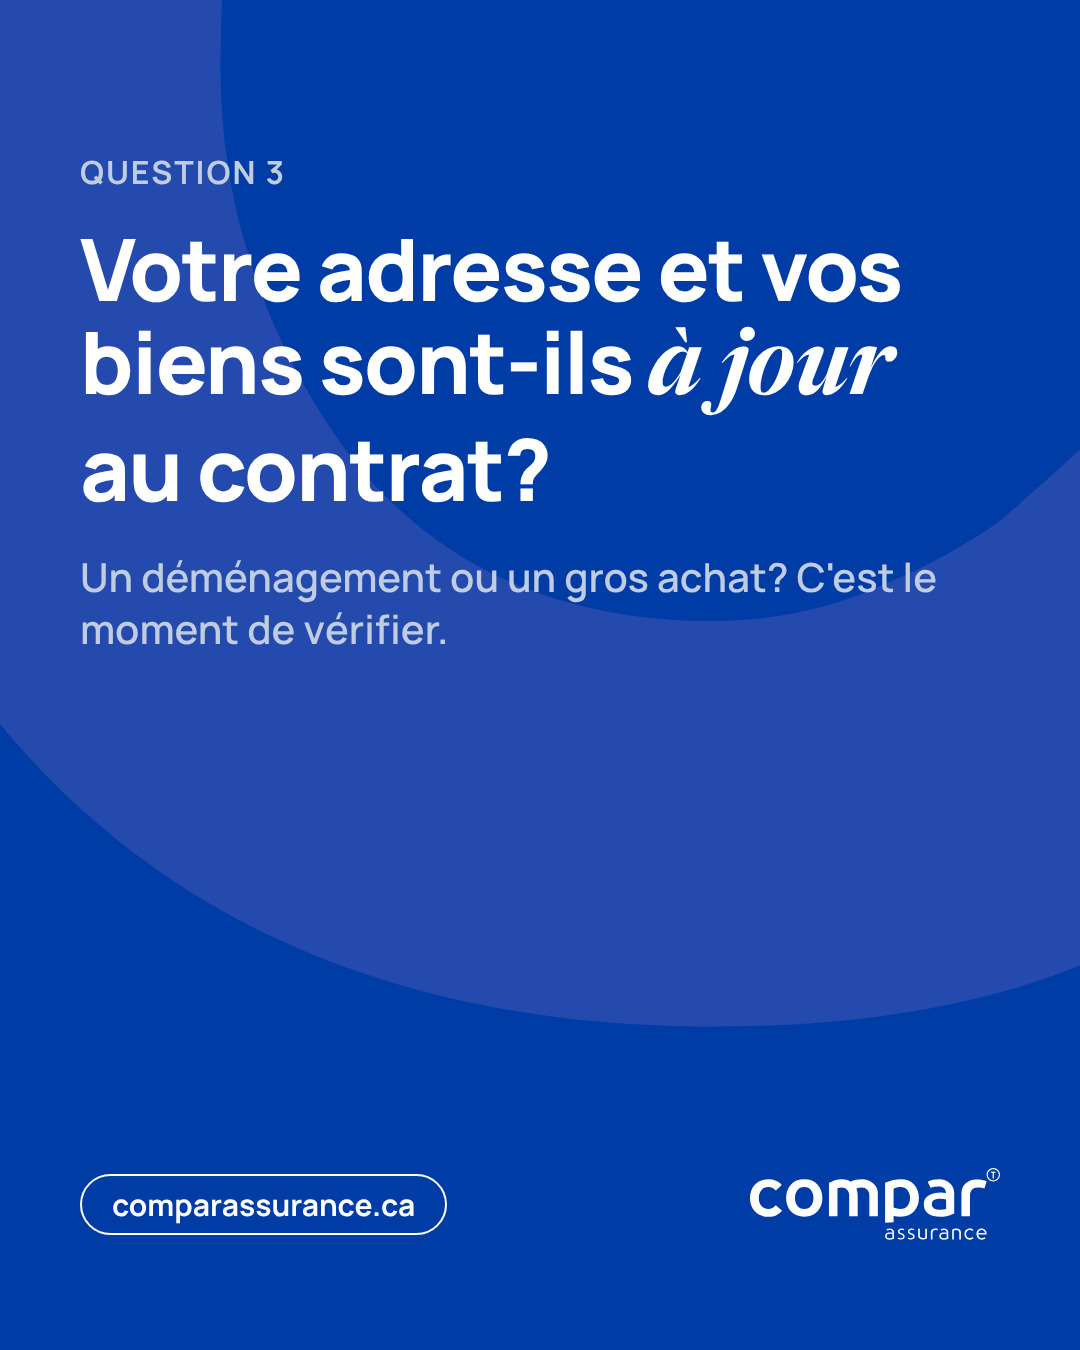 QUESTION 3
Votre adresse et vos
biens sont-ils à jour
au contrat?
Un déménagement ou un gros achat? C'est le
moment de vérifier.
comparassurance.ca
compar
assurance